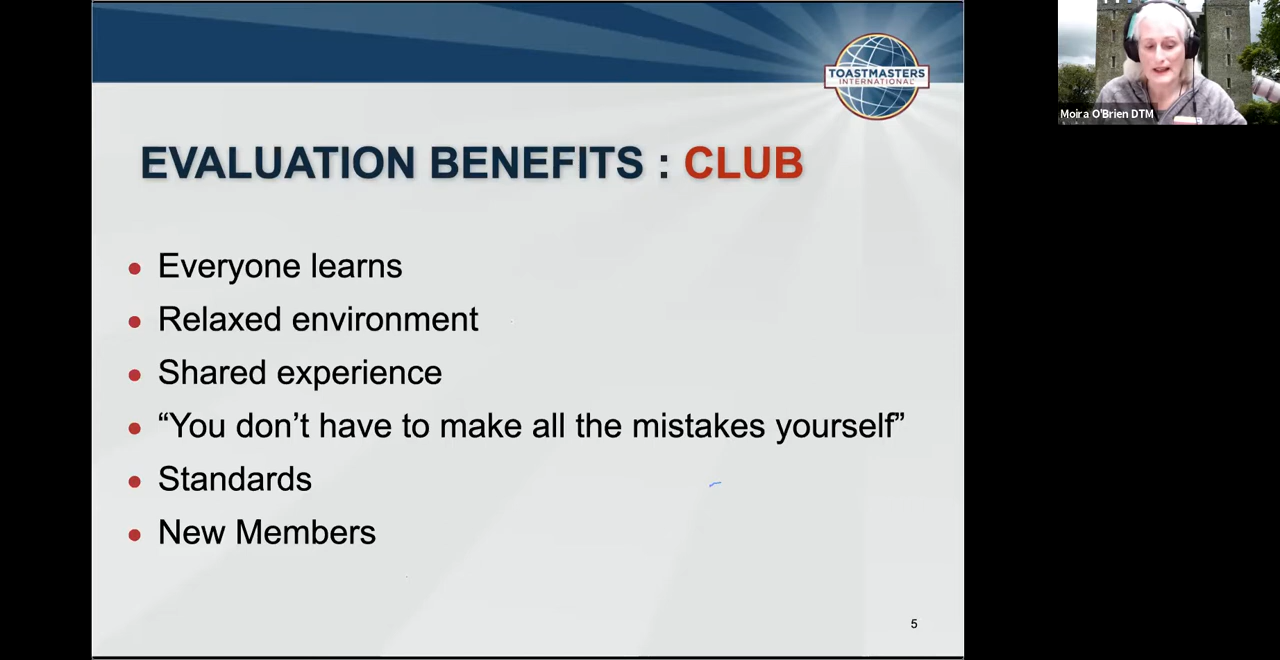 TOASTMASTERS
INTERNATIONAL
Moira O'Brien DTM
EVALUATION BENEFITS : CLUB
Everyone learns
Relaxed environment
Shared experience
“You don’t have to make all the mistakes yourself”
Standards
New Members
5